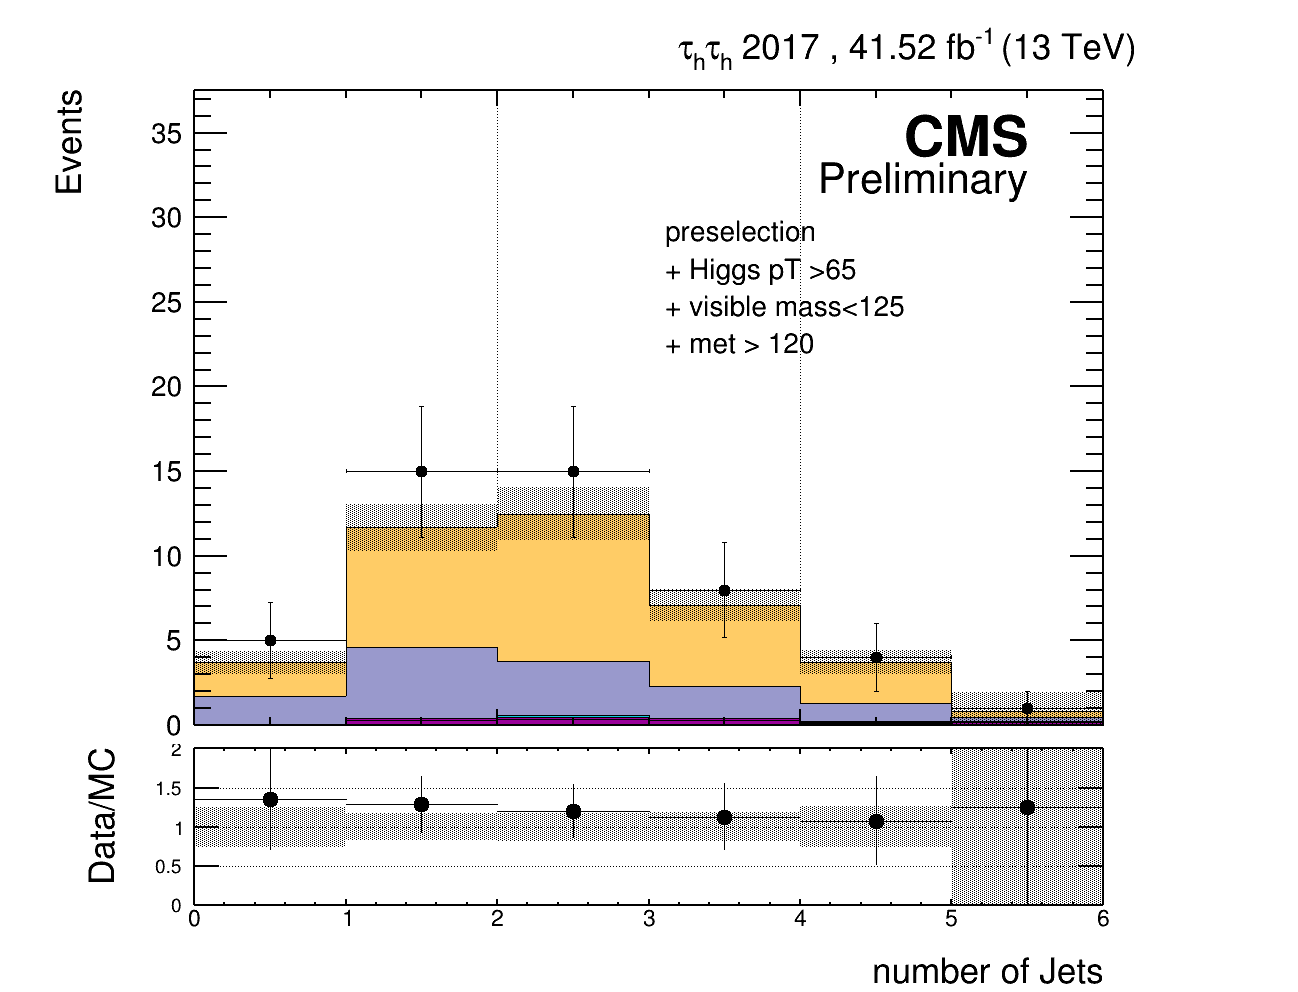 τhτh 2017 , 41.52 fb-1 (13 TeV)
Events
CMS
Preliminary
preselection
+ Higgs pT >65
+ visible mass<125
+ met > 120
35
30
25
20
15
10
5
0
Data/MC
2
1.5
1
0.5
0
0 1 2 3 4 5 6
number of Jets